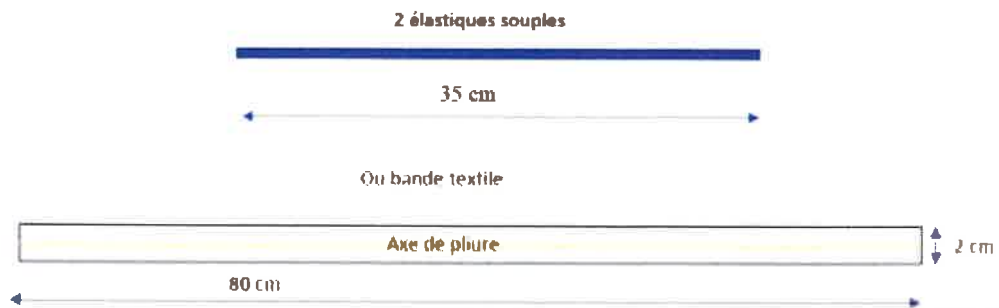 2 élastiques souples
35 cm
Ou bande textile
Axe de pliure
2 cm
80 cm